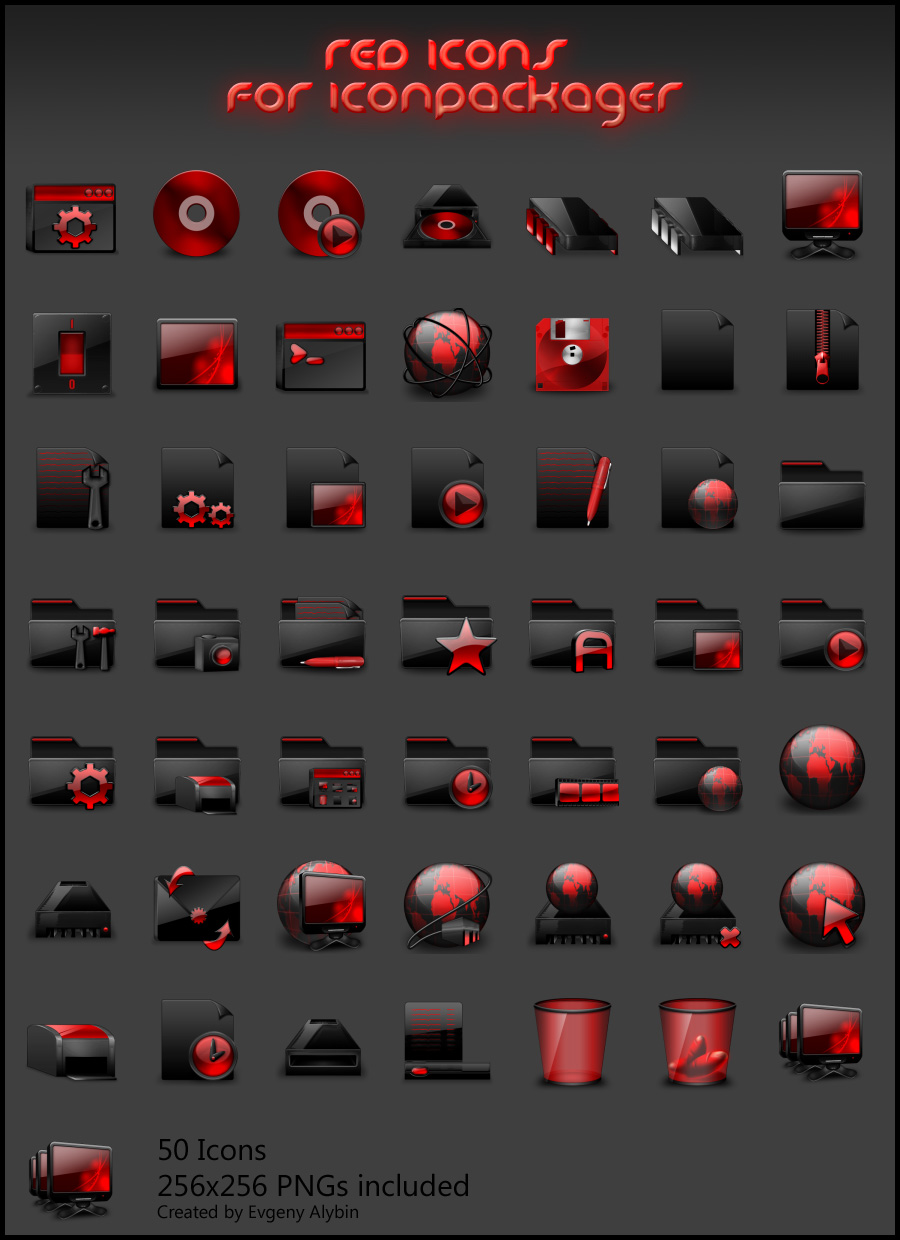 RED ICONS
FOR ICONPACKAGER
50 Icons
256x256 PNGs included
Created by Evgeny Alybin